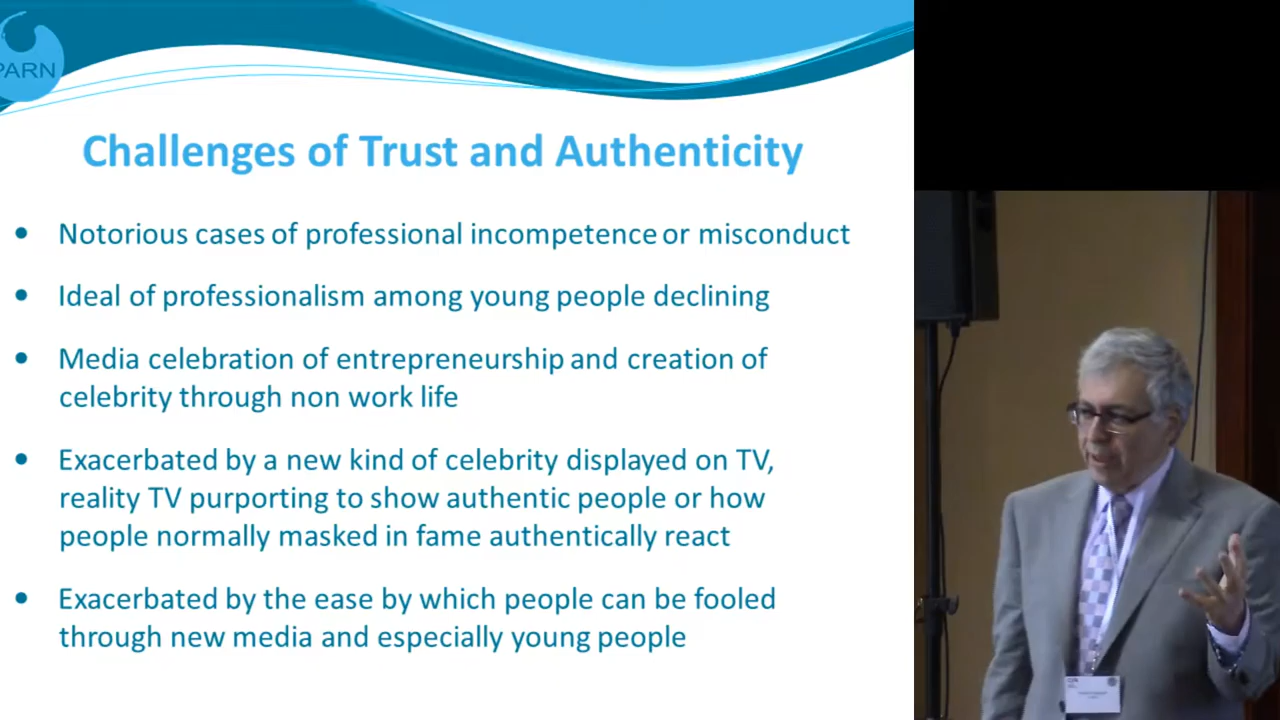 PARN
Challenges of Trust and Authenticity
• Notorious cases of professional incompetence or misconduct
• Ideal of professionalism among young people declining
• Media celebration of entrepreneurship and creation of
celebrity through non work life
• Exacerbated by a new kind of celebrity displayed on TV,
reality TV purporting to show authentic people or how
people normally masked in fame authentically react
• Exacerbated by the ease by which people can be fooled
through new media and especially young people